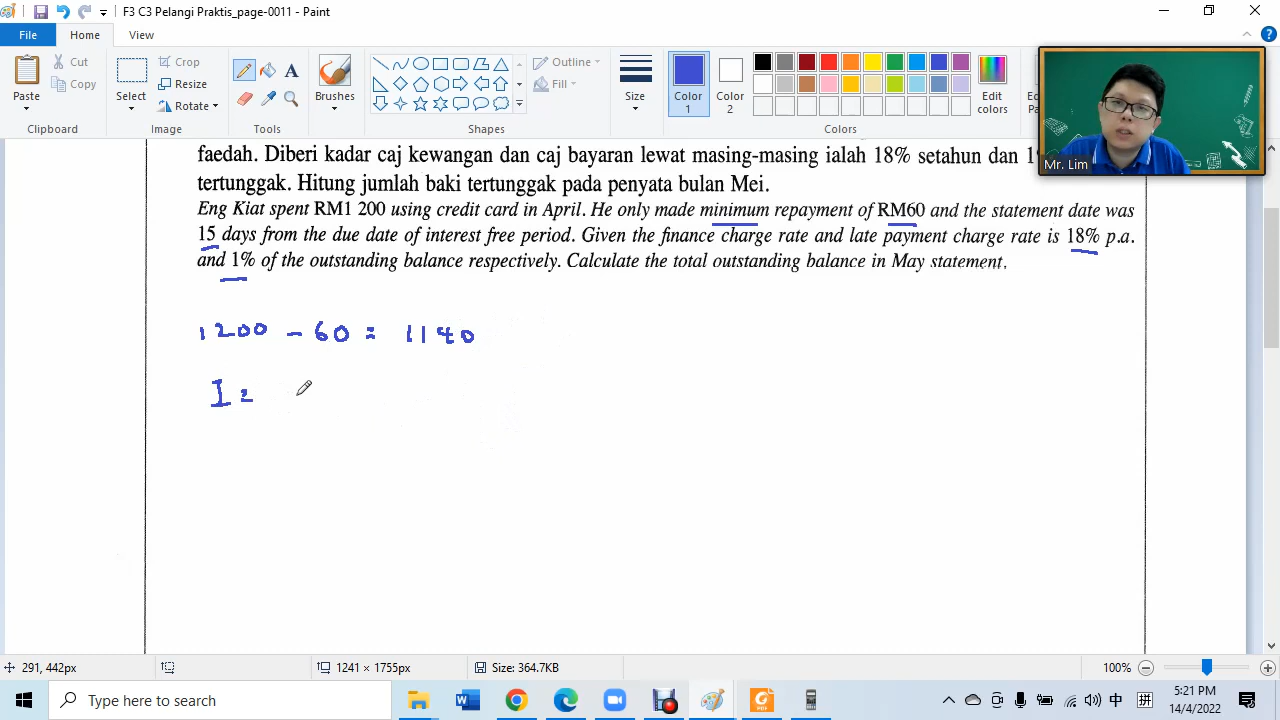 F3 C3 Pelangi Praktis_page-0011 - Paint
File
Home
View
Paste
Cut
Copy
Clipboard
Select
Crop
Resize
Rotate
Image
Tools
Brushes
Outline
Fill
Shapes
Size
Color
1
Color
2
Edit
colors
Colors
Mr. Lim
faedah. Diberi kadar caj kewangan dan caj bayaran lewat masing-masing ialah 18% setahun dan
tertunggak. Hitung jumlah baki tertunggak pada penyata bulan Mei.
Eng Kiat spent RM1 200 using credit card in April. He only made minimum repayment of RM60 and the statement date was
15 days from the due date of interest free period. Given the finance charge rate and late payment charge rate is 18% p.a.
and 1% of the outstanding balance respectively. Calculate the total outstanding balance in May statement.
1200 - 60 = 1140
I =
291, 442px
1241 × 1755px
Size: 364.7KB
100%
Type here to search
中
拼
5:21 PM
14/4/2022